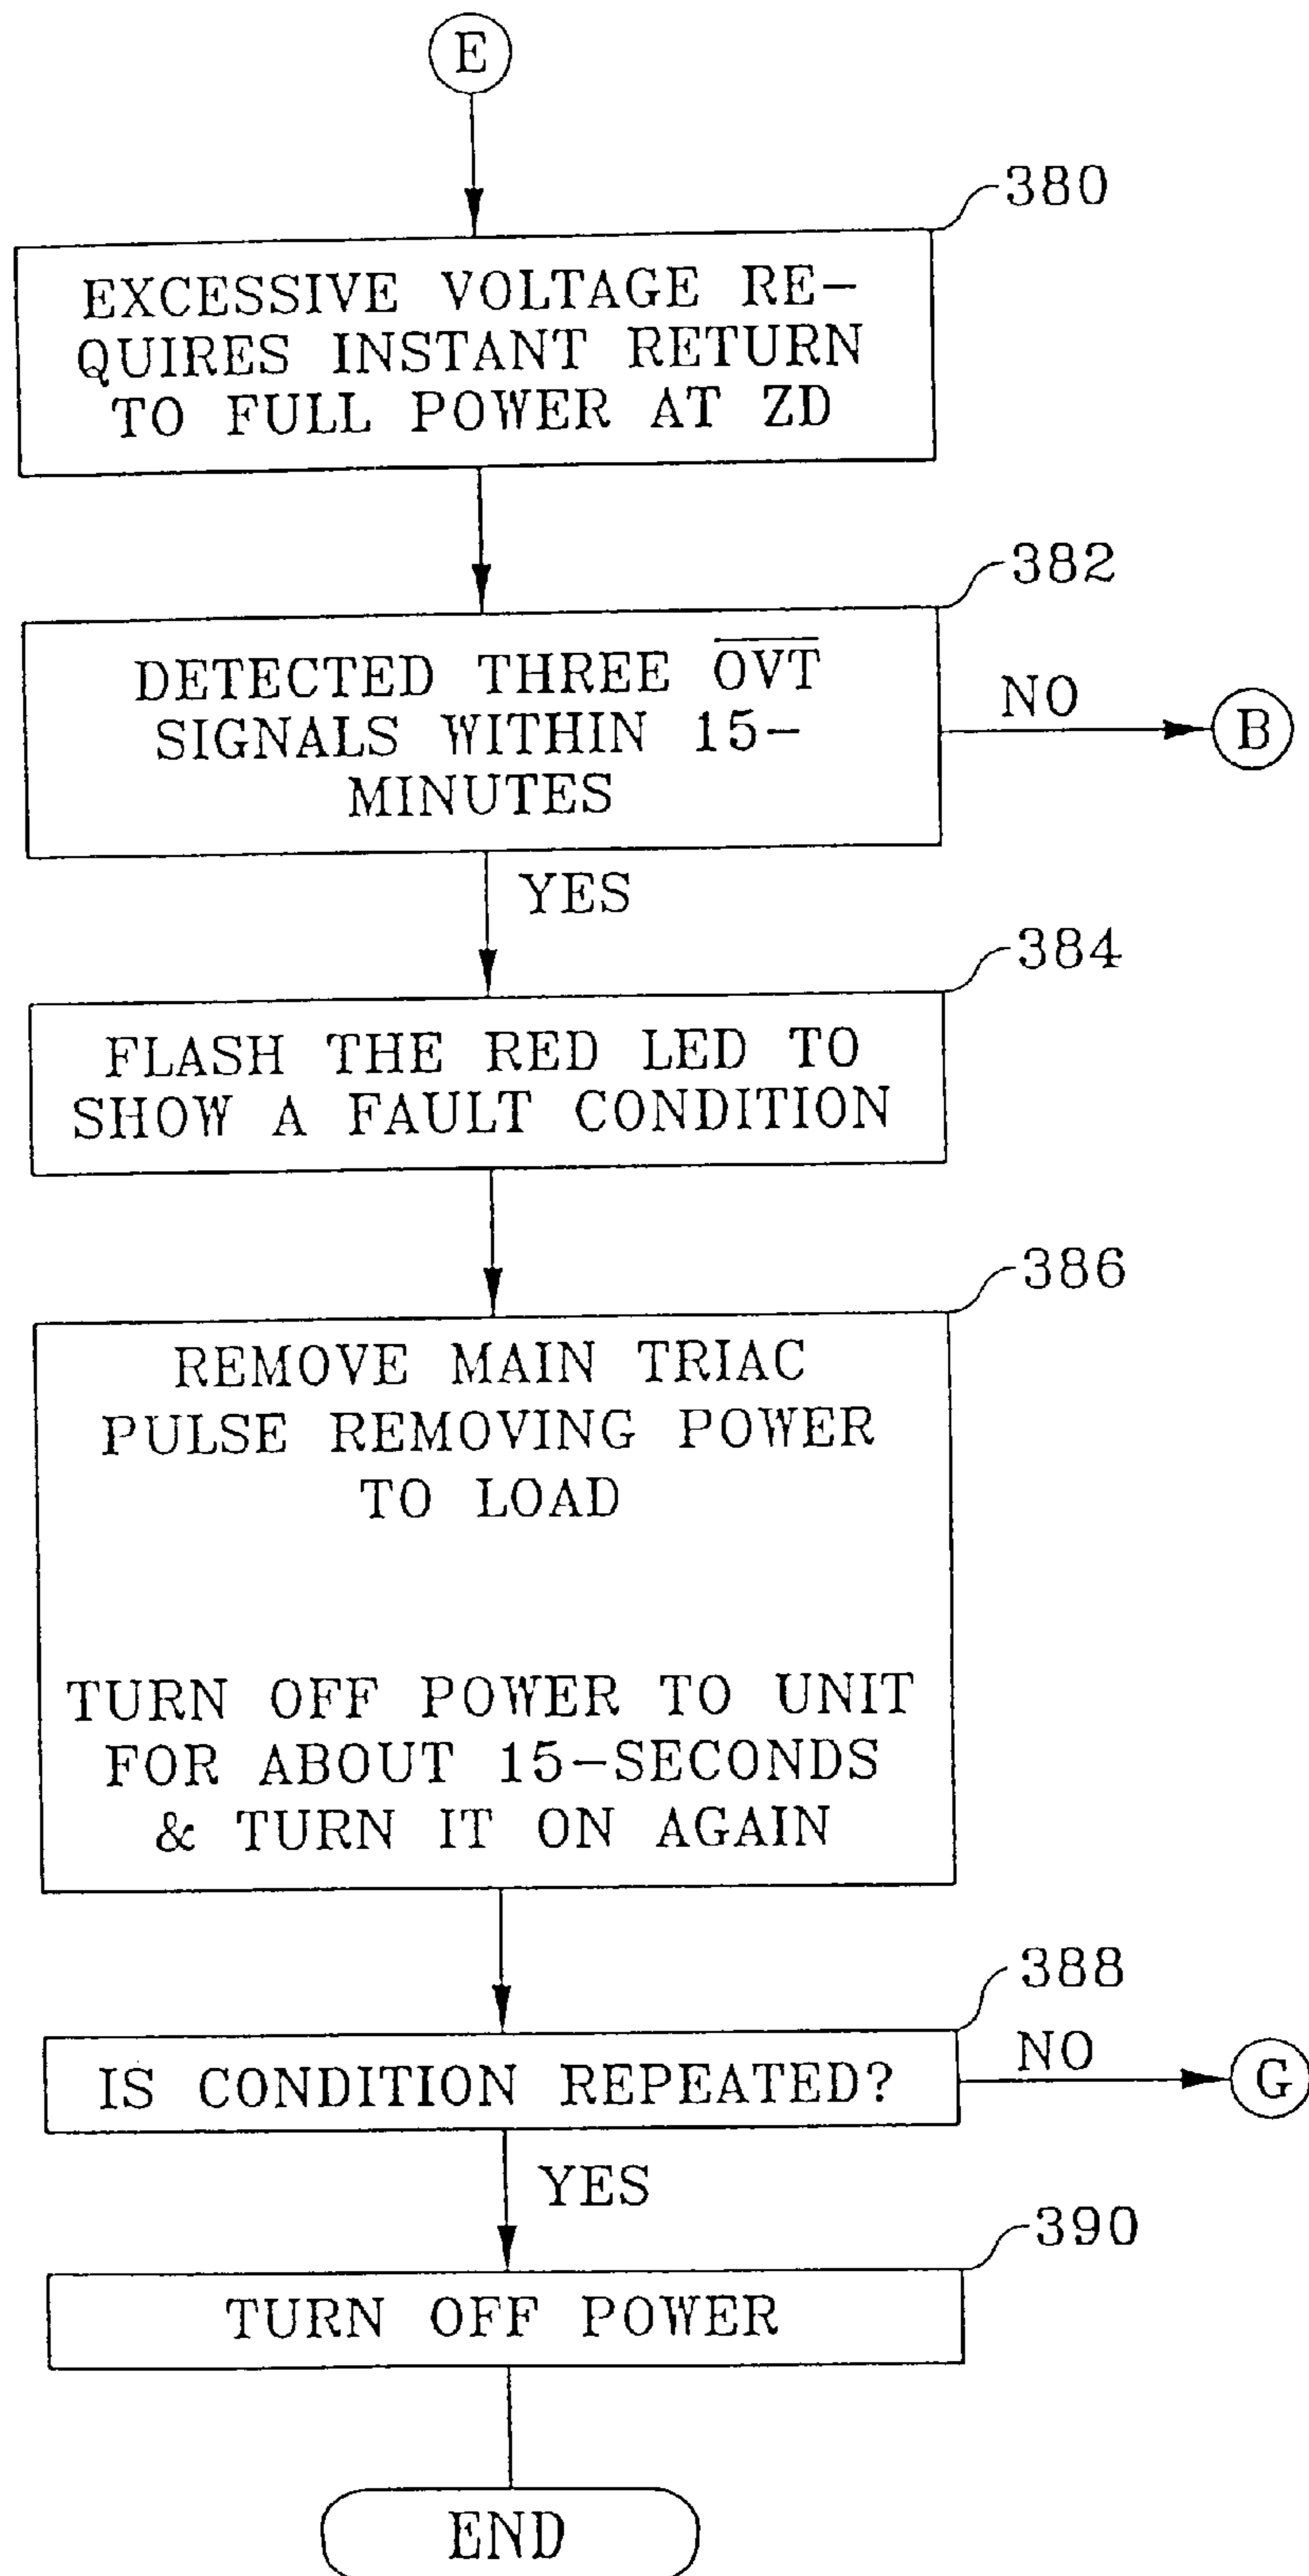 E
380
EXCESSIVE VOLTAGE RE-
QUIRES INSTANT RETURN
TO FULL POWER AT ZD
382
DETECTED THREE O̅V̅T̅
SIGNALS WITHIN 15-
MINUTES
NO
B
YES
384
FLASH THE RED LED TO
SHOW A FAULT CONDITION
386
REMOVE MAIN TRIAC
PULSE REMOVING POWER
TO LOAD
TURN OFF POWER TO UNIT
FOR ABOUT 15-SECONDS
& TURN IT ON AGAIN
388
IS CONDITION REPEATED?
NO
G
YES
390
TURN OFF POWER
END